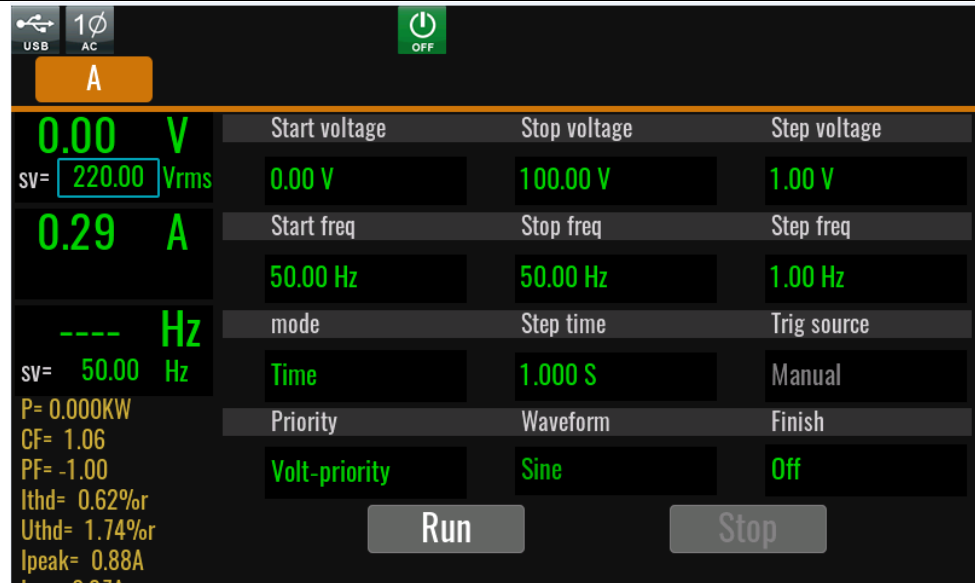 USB
1Ø
AC
OFF
A
0.00 V
sv= 220.00 Vrms
0.29 A
---- Hz
sv= 50.00 Hz
P= 0.000KW
CF= 1.06
PF= -1.00
Ithd= 0.62%r
Uthd= 1.74%r
Ipeak= 0.88A
Start voltage Stop voltage Step voltage
0.00 V 100.00 V 1.00 V
Start freq Stop freq Step freq
50.00 Hz 50.00 Hz 1.00 Hz
mode Step time Trig source
Time 1.000 S Manual
Priority Waveform Finish
Volt-priority Sine Off
Run Stop